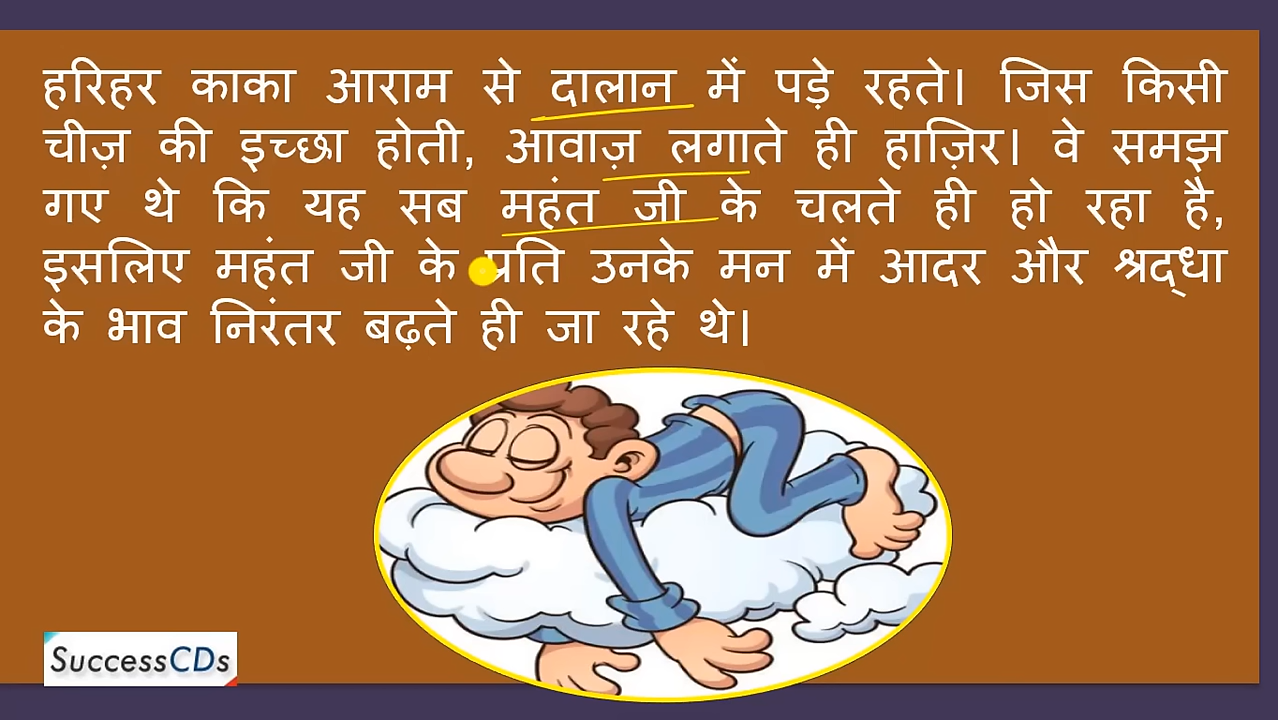 हरिहर काका आराम से दालान में पड़े रहते। जिस किसी
चीज़ की इच्छा होती, आवाज़ लगाते ही हाज़िर। वे समझ
गए थे कि यह सब महंत जी के चलते ही हो रहा है,
इसलिए महंत जी के प्रति उनके मन में आदर और श्रद्धा
के भाव निरंतर बढ़ते ही जा रहे थे।
SuccessCDs